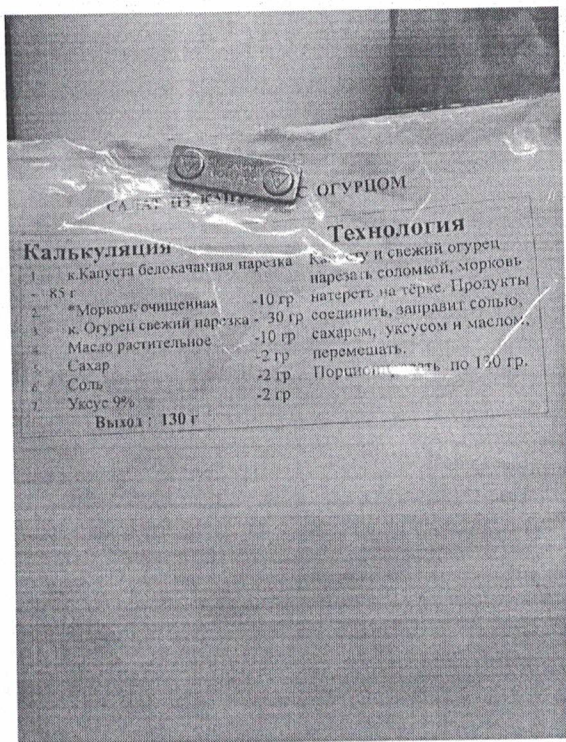 САЛАТ ИЗ С ОГУРЦОМ
Калькуляция
1. к.Капуста белокачанная нарезка
- 85 г
2. *Морковь очищенная -10 гр
3. к. Огурец свежий нарезка - 30 гр
4. Масло растительное -10 гр
5. Сахар -2 гр
6. Соль -2 гр
7. Уксус 9% -2 гр
Выход : 130 г
Технология
и свежий огурец
нарезать соломкой, морковь
натереть на тёрке. Продукты
соединить, заправит солью,
сахаром, уксусом и маслом,
перемешать.
по 130 гр.